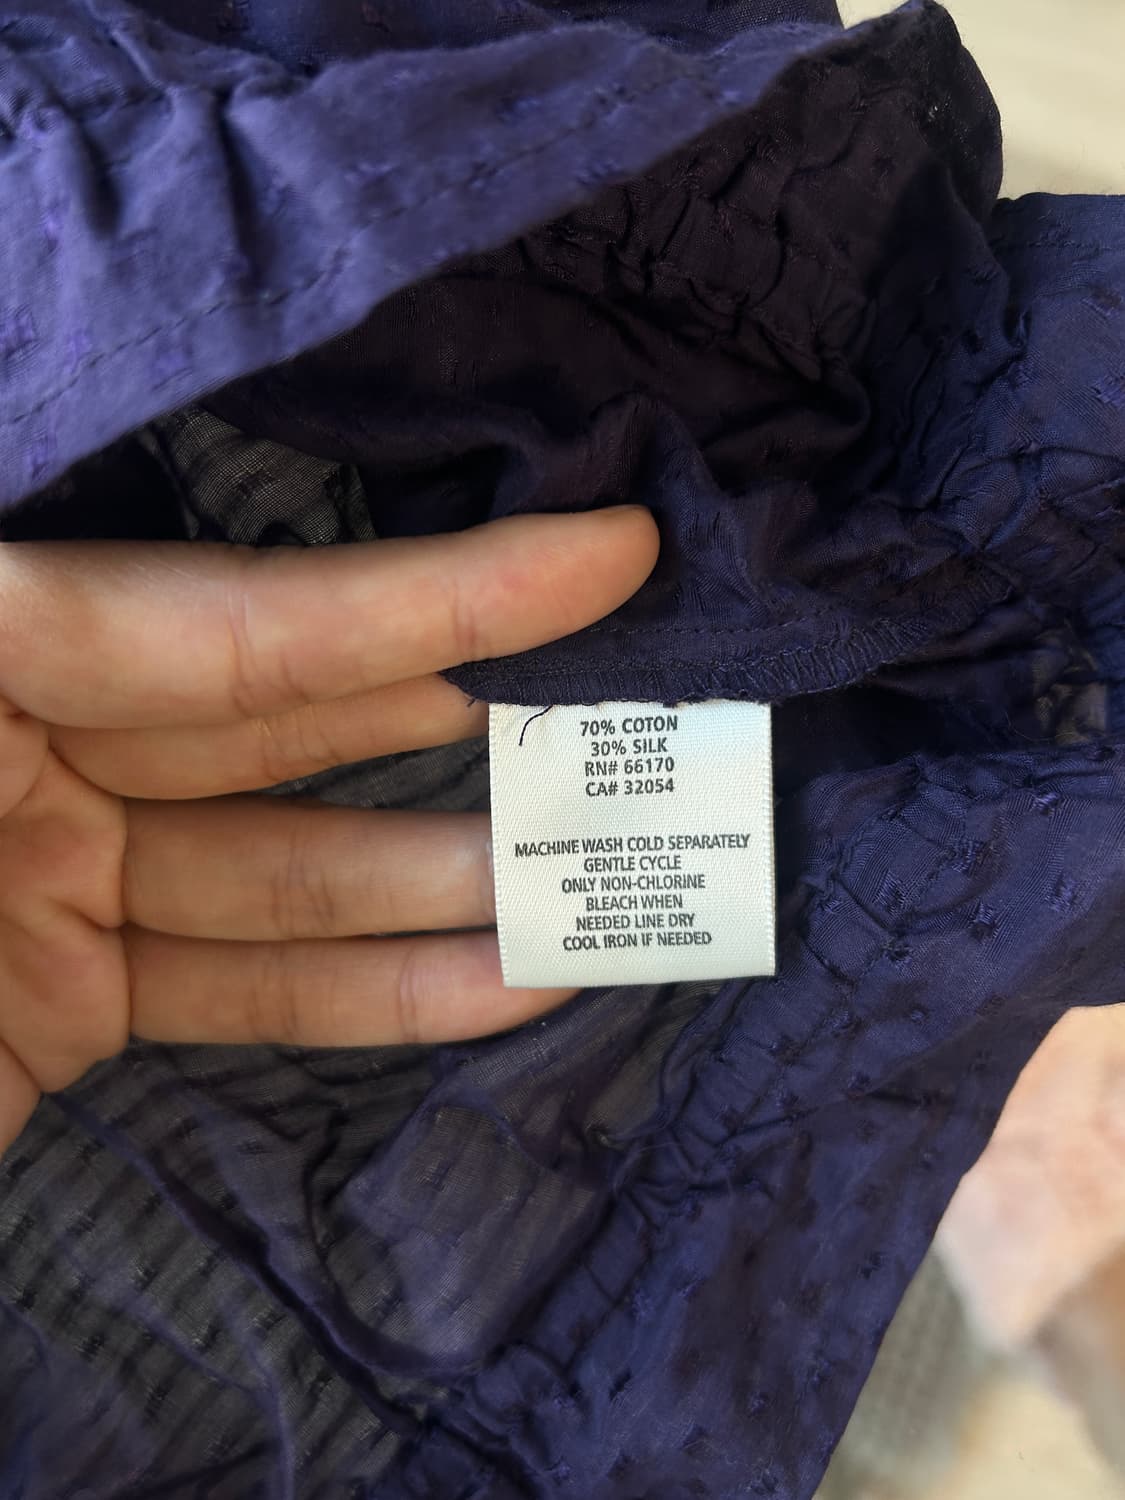 70% COTON
30% SILK
RN# 66170
CA# 32054
MACHINE WASH COLD SEPARATELY
GENTLE CYCLE
ONLY NON-CHLORINE
BLEACH WHEN
NEEDED LINE DRY
COOL IRON IF NEEDED